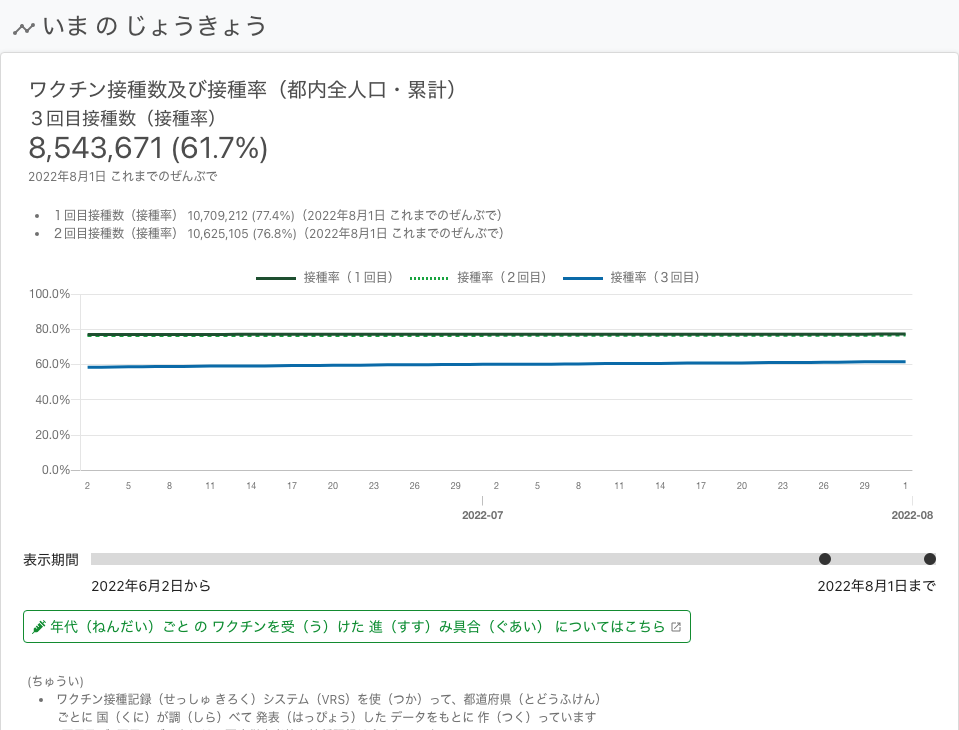 いま の じょうきょう
ワクチン接種数及び接種率（都内全人口・累計）
３回目接種数（接種率）
8,543,671 (61.7%)
2022年8月1日 これまでのぜんぶで
• １回目接種数（接種率） 10,709,212 (77.4%)（2022年8月1日 これまでのぜんぶで）
• ２回目接種数（接種率） 10,625,105 (76.8%)（2022年8月1日 これまでのぜんぶで）
接種率（１回目） 接種率（２回目） 接種率（３回目）
100.0%
80.0%
60.0%
40.0%
20.0%
0.0%
2 5 8 11 14 17 20 23 26 29 2 5 8 11 14 17 20 23 26 29 1
2022-07 2022-08
表示期間
2022年6月2日から 2022年8月1日まで
年代（ねんだい）ごと の ワクチンを受（う）けた 進（すす）み具合（ぐあい） についてはこちら
(ちゅうい)
• ワクチン接種記録（せっしゅ きろく）システム（VRS）を使（つか）って、都道府県（とどうふけん）
ごとに 国（くに）が調（しら）べて 発表（はっぴょう）した データをもとに 作（つく）っています